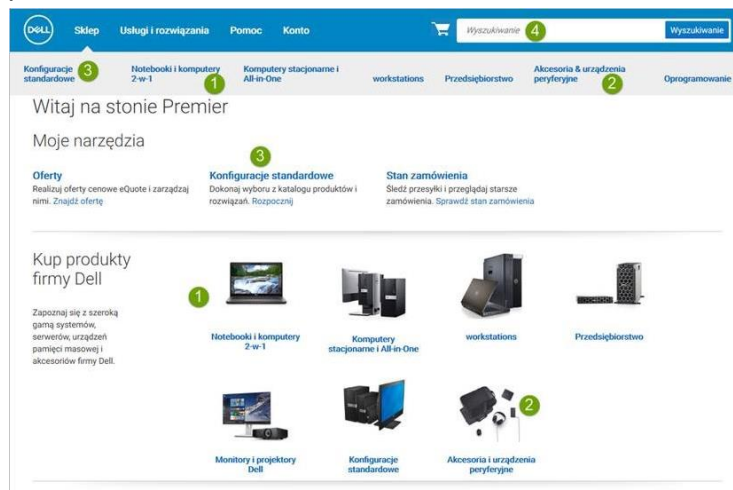 DELL
Sklep Usługi i rozwiązania Pomoc Konto
Wyszukiwanie 4 Wyszukiwanie
Konfiguracje standardowe 3
Notebooki i komputery 2-w-1 1
Komputery stacjonarne i All-in-One
workstations
Przedsiębiorstwo
Akcesoria & urządzenia peryferyjne 2
Oprogramowanie
Witaj na stonie Premier
Moje narzędzia
3
Oferty
Realizuj oferty cenowe eQuote i zarządzaj
nimi. Znajdź ofertę
Konfiguracje standardowe
Dokonaj wyboru z katalogu produktów i
rozwiązań. Rozpocznij
Stan zamówienia
Śledź przesyłki i przeglądaj starsze
zamówienia. Sprawdź stan zamówienia
Kup produkty
firmy Dell
Zapoznaj się z szeroką
gamą systemów,
serwerów, urządzeń
pamięci masowej i
akcesoriów firmy Dell.
1
Notebooki i komputery
2-w-1
Komputery
stacjonarne i All-in-One
workstations
Przedsiębiorstwo
2
Monitory i projektory
Dell
Konfiguracje
standardowe
Akcesoria i urządzenia
peryferyjne